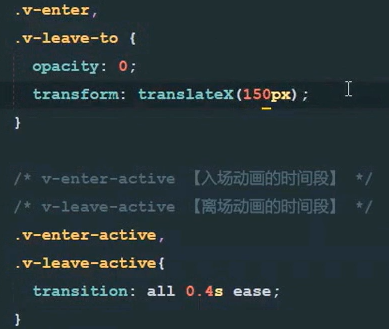 .v-enter,
.v-leave-to {
opacity: 0;
transform: translateX(150px);
}
/* v-enter-active 【入场动画的时间段】 */
/* v-leave-active 【离场动画的时间段】 */
.v-enter-active,
.v-leave-active{
transition: all 0.4s ease;
}